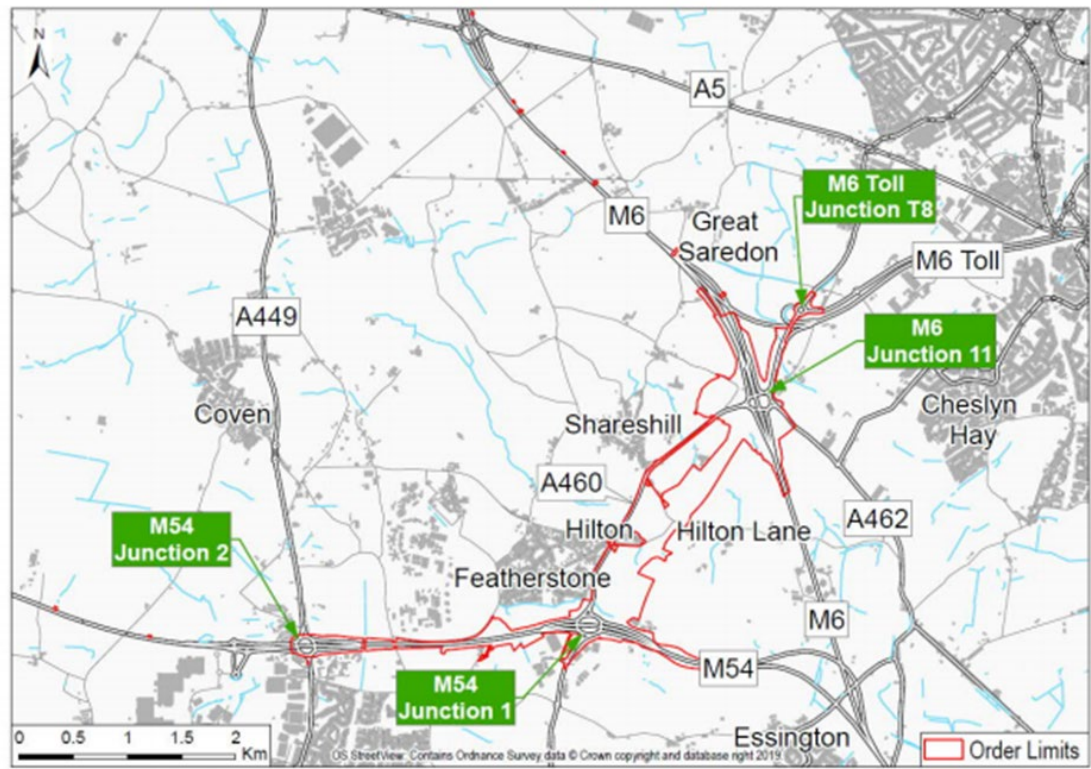 N
A5
M6 Toll
Junction T8
M6
Great
Saredon
M6 Toll
A449
M6
Junction 11
Coven
Shareshill
Cheslyn
Hay
A460
M54
Junction 2
Hilton
Hilton Lane
A462
Featherstone
M6
M54
M54
Junction 1
Essington
0 0.5 1 1.5 2
Km
OS StreetView: Contains Ordnance Survey data © Crown copyright and database right 2019
Order Limits